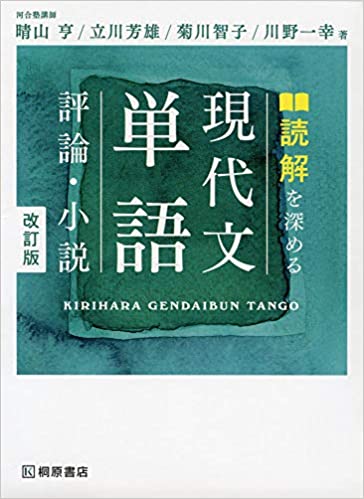 河合塾講師
晴山 亨/立川芳雄/菊川智子/川野一幸 著
読解を深める
現代文
単語
評論・小説
改訂版
KIRIHARA GENDAIBUN TANGO
K 桐原書店